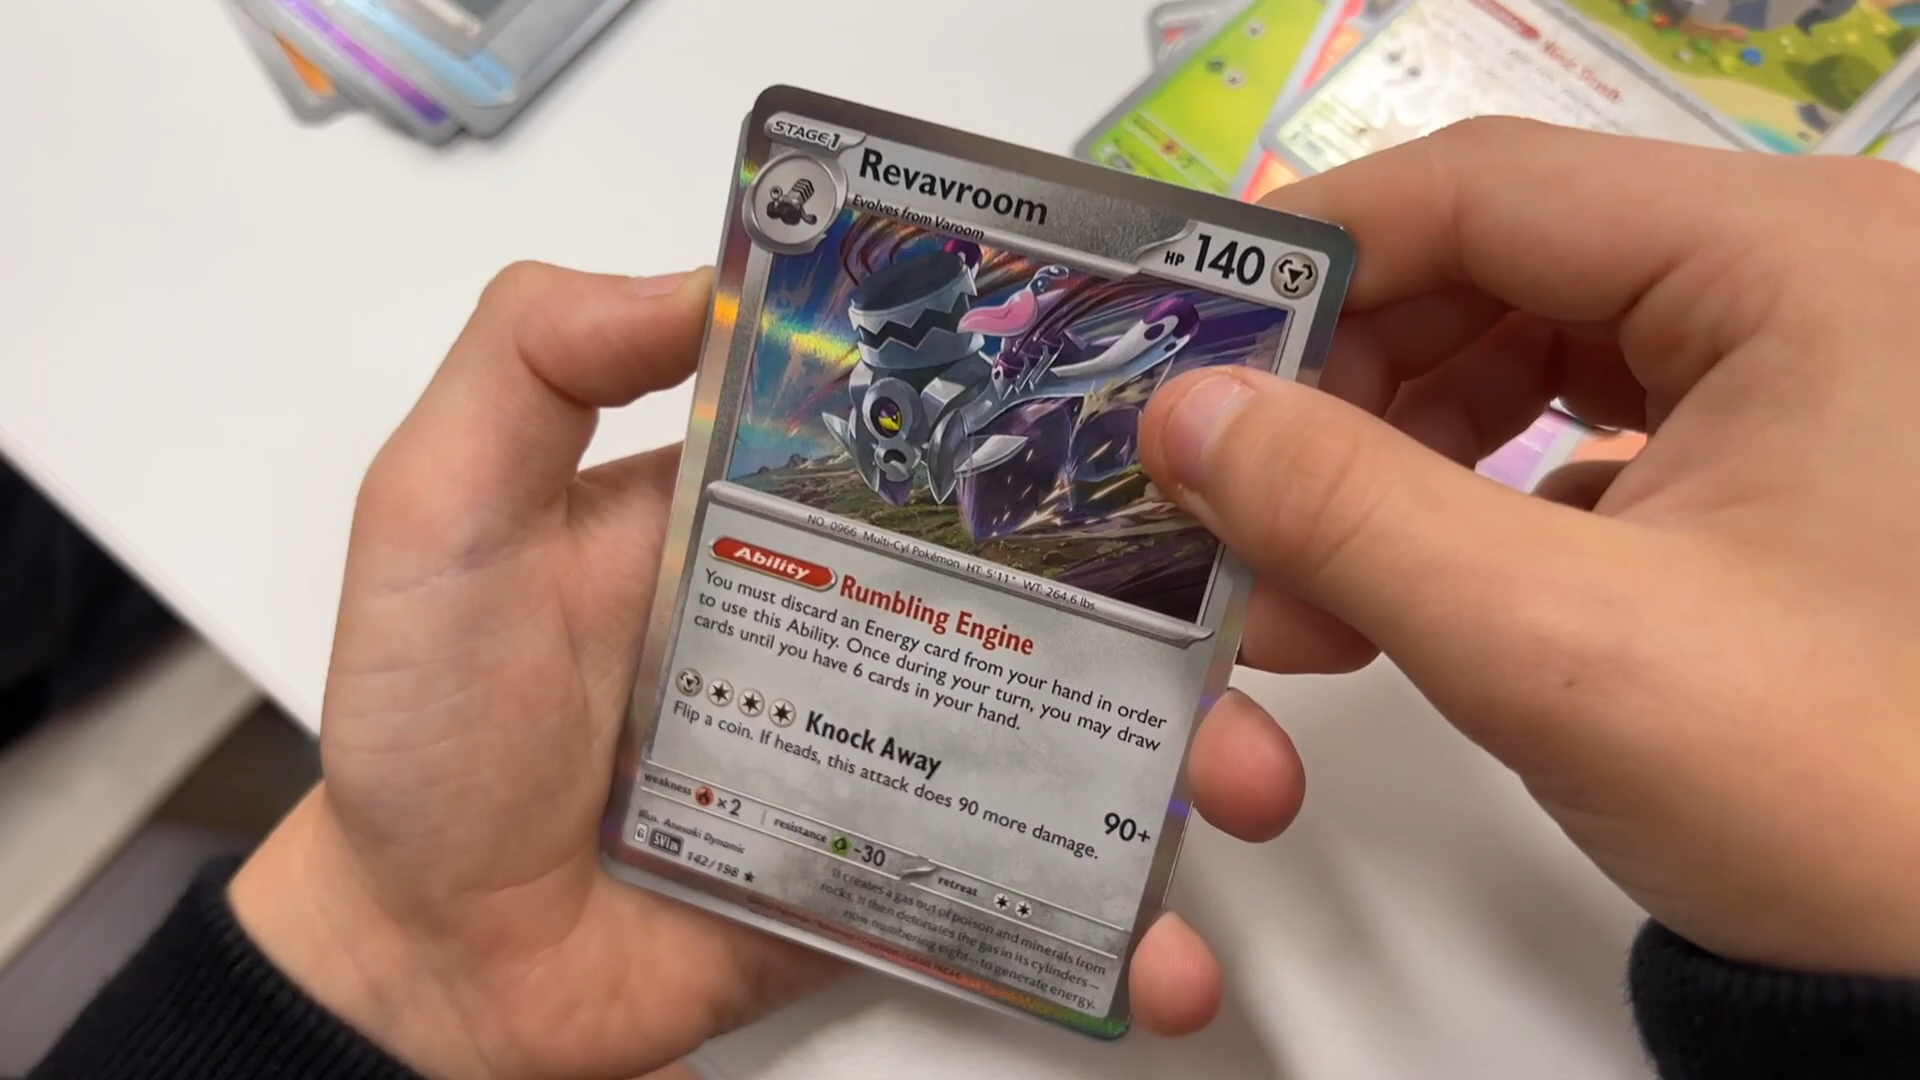 STAGE1
Revavroom
Evolves from Varoom
HP 140
NO. 0966 Multi-Cyl Pokémon HT: 5'11" WT: 264.6 lbs.
Ability Rumbling Engine
You must discard an Energy card from your hand in order
to use this Ability. Once during your turn, you may draw
cards until you have 6 cards in your hand.
Knock Away 90+
Flip a coin. If heads, this attack does 90 more damage.
weakness ×2 resistance -30 retreat
Illus. Anesaki Dynamic
G SVI EN 142/198
It creates a gas out of poison and minerals from
rocks. It then detonates the gas in its cylinders—
now numbering eight—to generate energy.